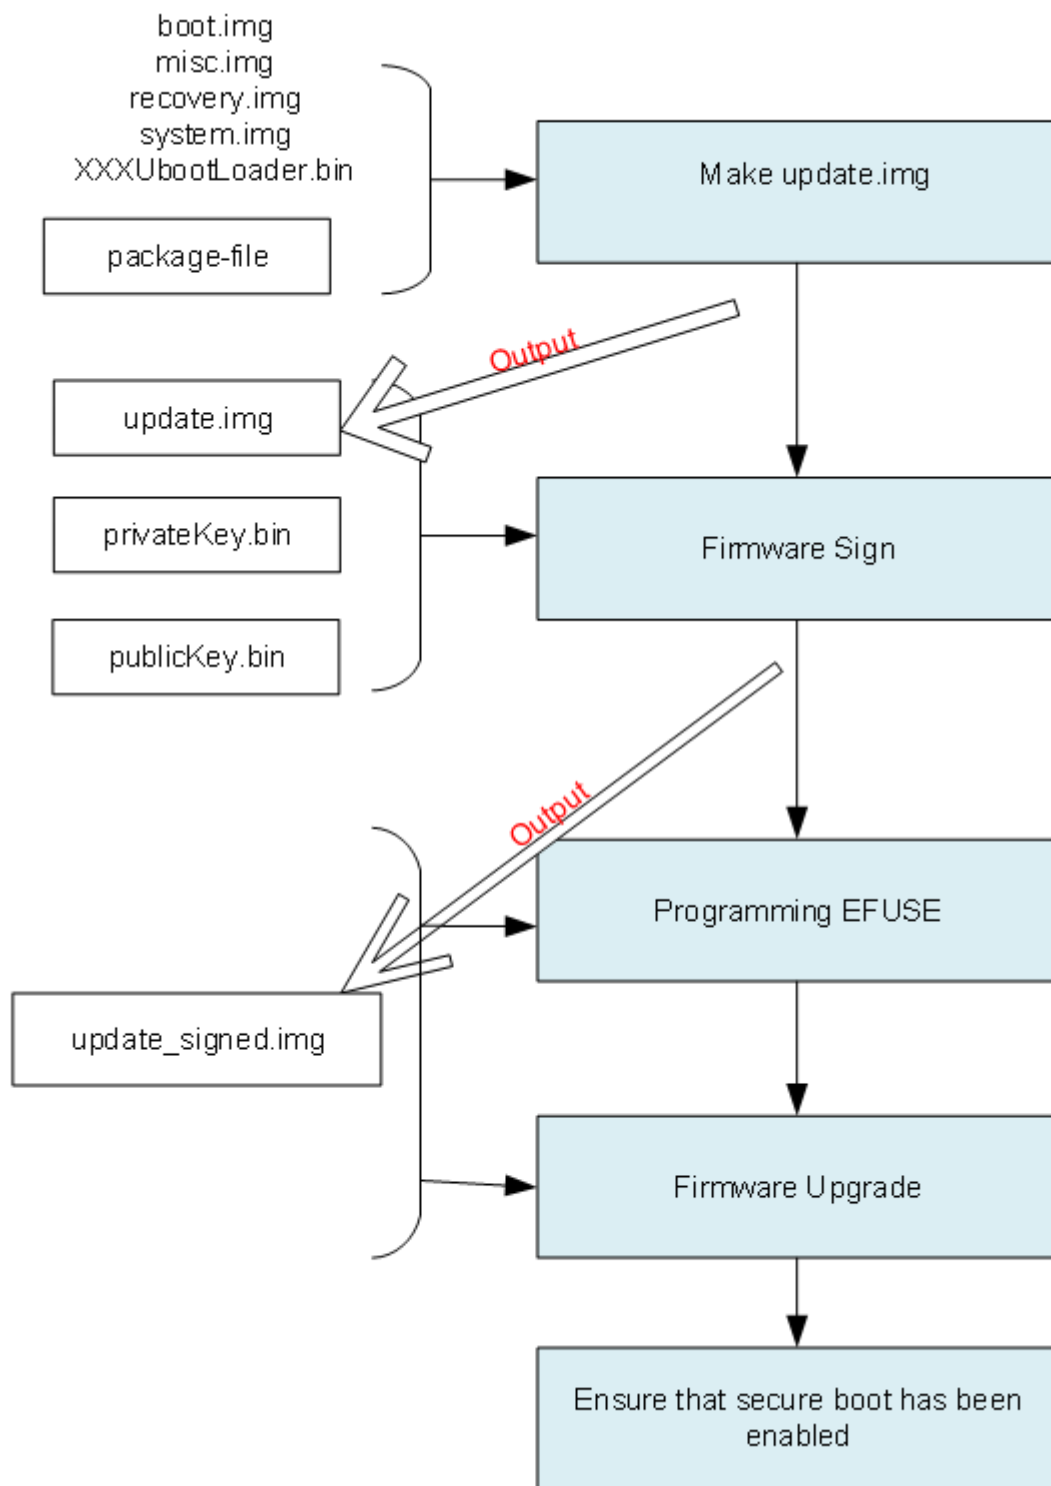 boot.img
misc.img
recovery.img
system.img
XXXUbootLoader.bin
Make update.img
package-file
Output
update.img
privateKey.bin
Firmware Sign
publicKey.bin
Output
Programming EFUSE
update_signed.img
Firmware Upgrade
Ensure that secure boot has been
enabled